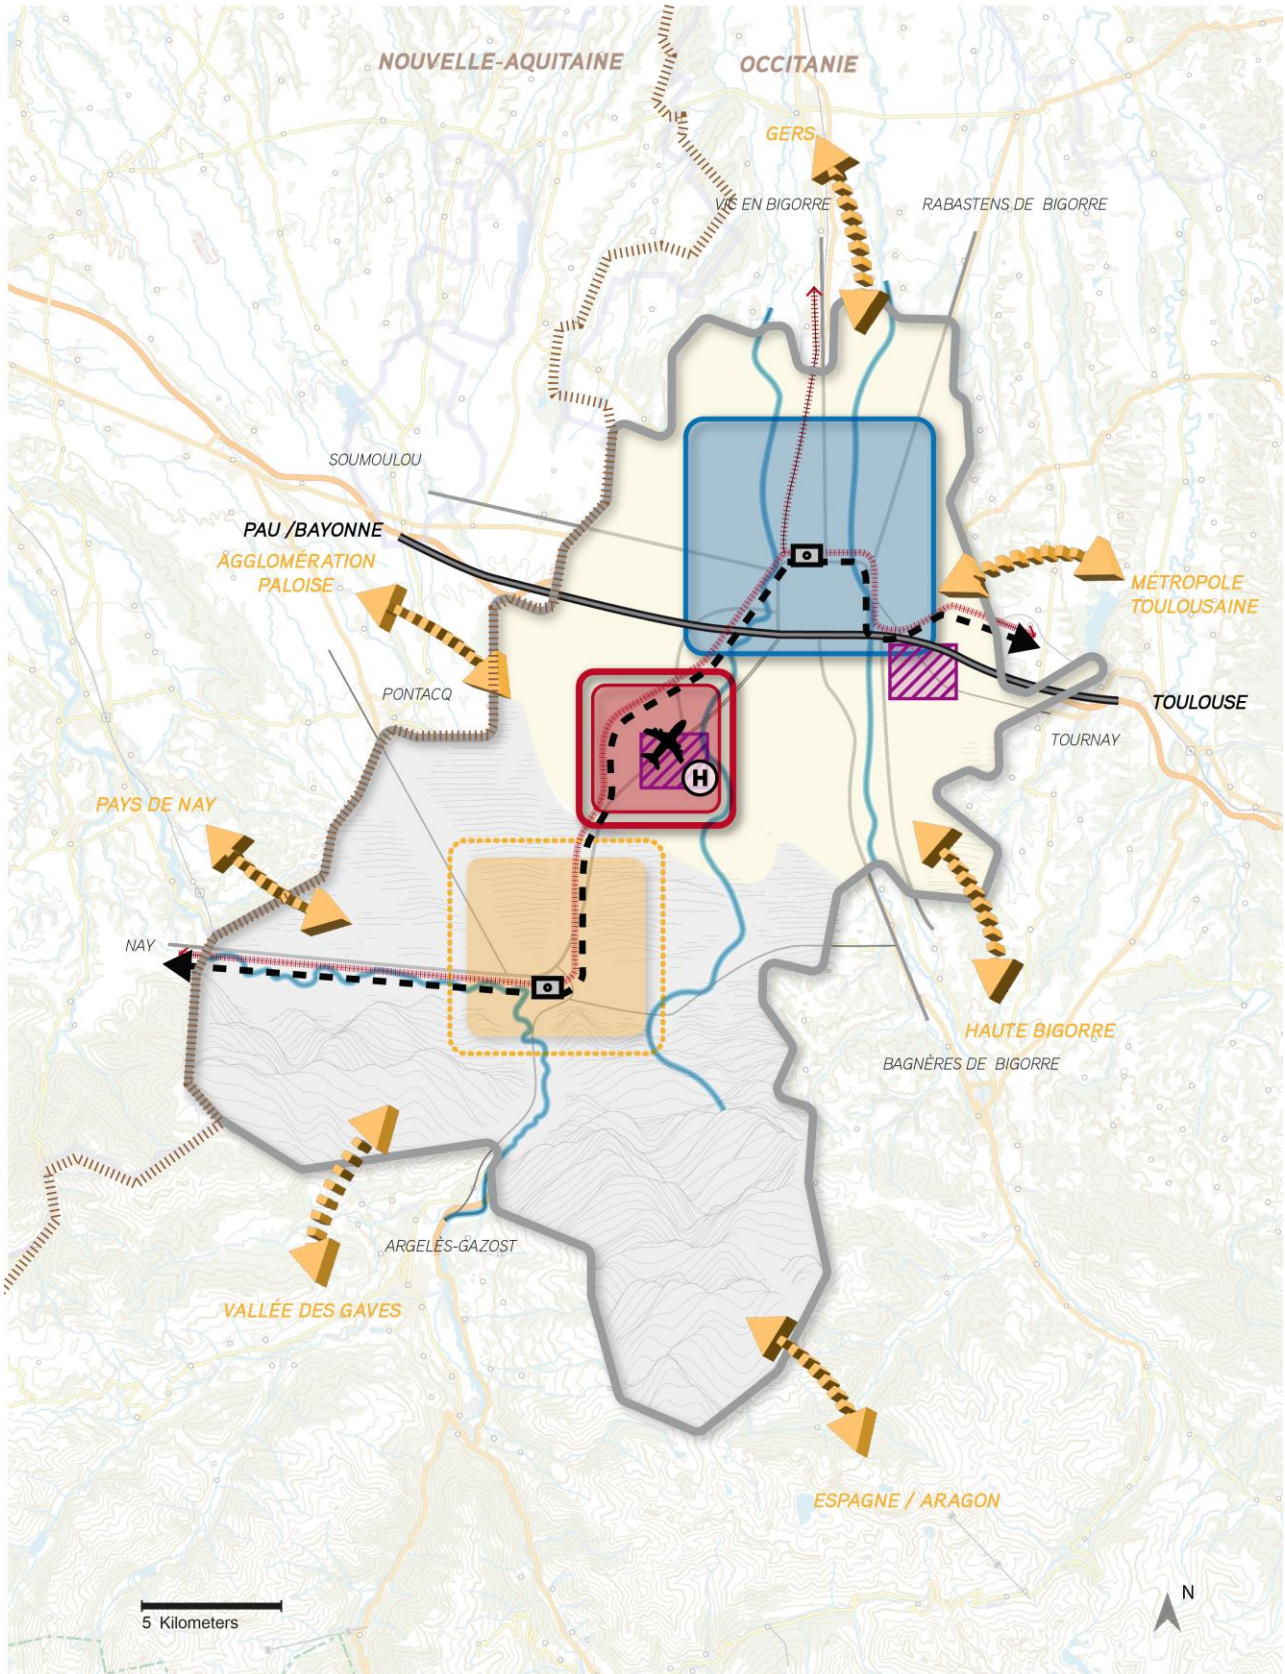 NOUVELLE-AQUITAINE
OCCITANIE
GERS
VIC EN BIGORRE
RABASTENS DE BIGORRE
SOUMOULOU
PAU /BAYONNE
AGGLOMÉRATION
PALOISE
MÉTROPOLE
TOULOUSAINE
PONTACQ
TOULOUSE
TOURNAY
H
PAYS DE NAY
NAY
HAUTE BIGORRE
BAGNÈRES DE BIGORRE
ARGELÈS-GAZOST
VALLÉE DES GAVES
ESPAGNE / ARAGON
N
5 Kilometers